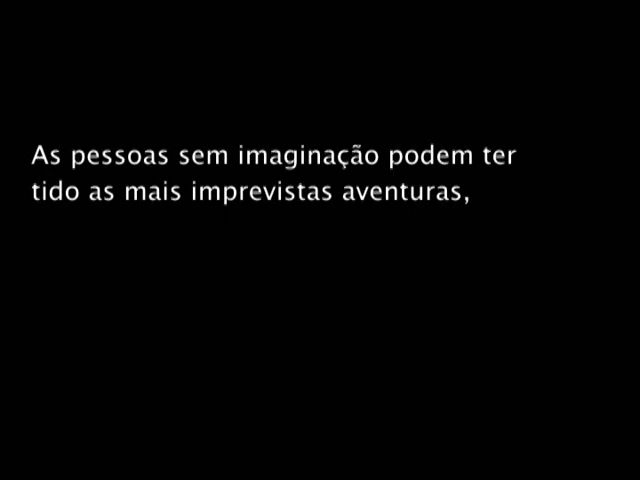 As pessoas sem imaginação podem ter
tido as mais imprevistas aventuras,